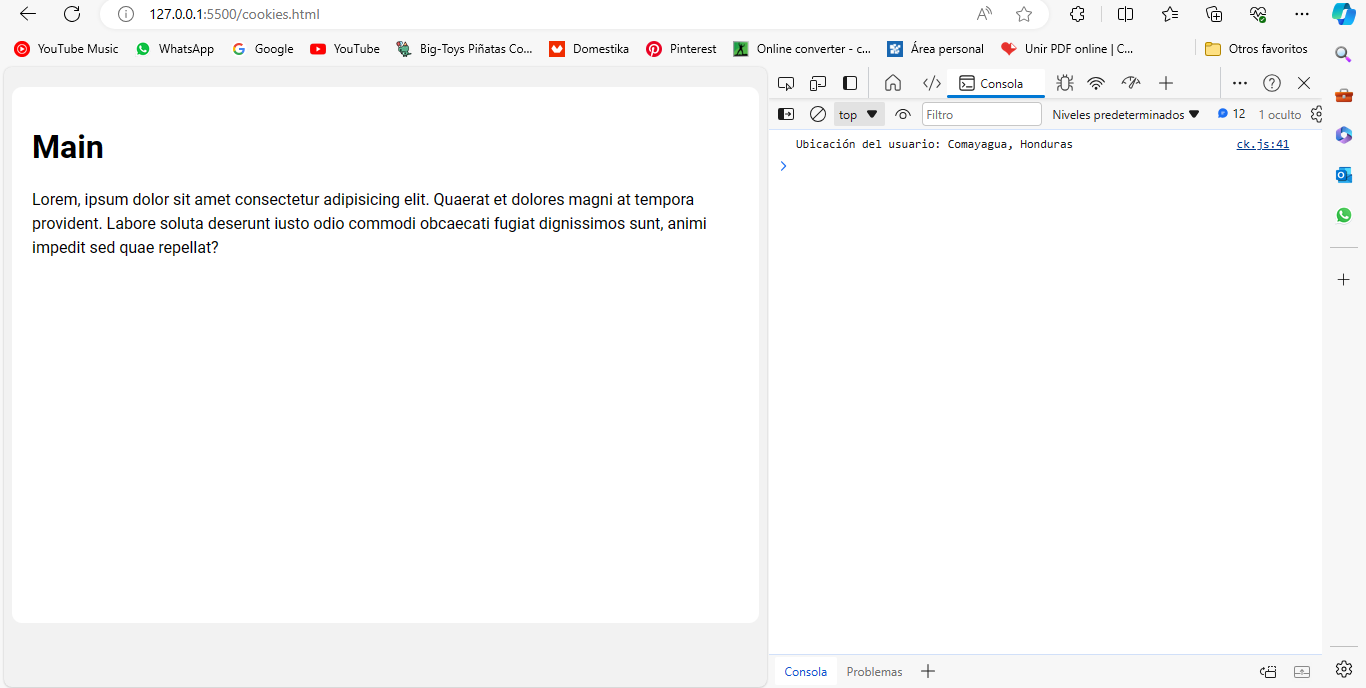 127.0.0.1:5500/cookies.html
YouTube Music WhatsApp Google YouTube Big-Toys Piñatas Co... Domestika Pinterest Online converter - c... Área personal Unir PDF online | C... Otros favoritos
Consola
top Filtro Niveles predeterminados 12 1 oculto
Ubicación del usuario: Comayagua, Honduras ck.js:41
Main
Lorem, ipsum dolor sit amet consectetur adipisicing elit. Quaerat et dolores magni at tempora
provident. Labore soluta deserunt iusto odio commodi obcaecati fugiat dignissimos sunt, animi
impedit sed quae repellat?
Consola Problemas